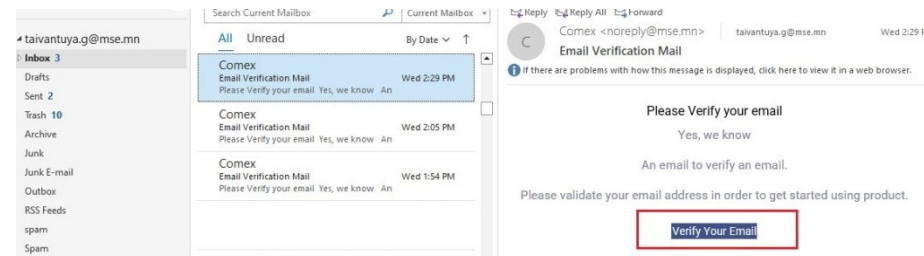 taivantuya.g@mse.mn
Inbox 3
Drafts
Sent 2
Trash 10
Archive
Junk
Junk E-mail
Outbox
RSS Feeds
spam
Spam
Search Current Mailbox
Current Mailbox
All Unread
By Date
Comex
Email Verification Mail Wed 2:29 PM
Please Verify your email Yes, we know An
Comex
Email Verification Mail Wed 2:05 PM
Please Verify your email Yes, we know An
Comex
Email Verification Mail Wed 1:54 PM
Please Verify your email Yes, we know An
Reply Reply All Forward
C
Comex <noreply@mse.mn> taivantuya.g@mse.mn Wed 2:29 P
Email Verification Mail
If there are problems with how this message is displayed, click here to view it in a web browser.
Please Verify your email
Yes, we know
An email to verify an email.
Please validate your email address in order to get started using product.
Verify Your Email